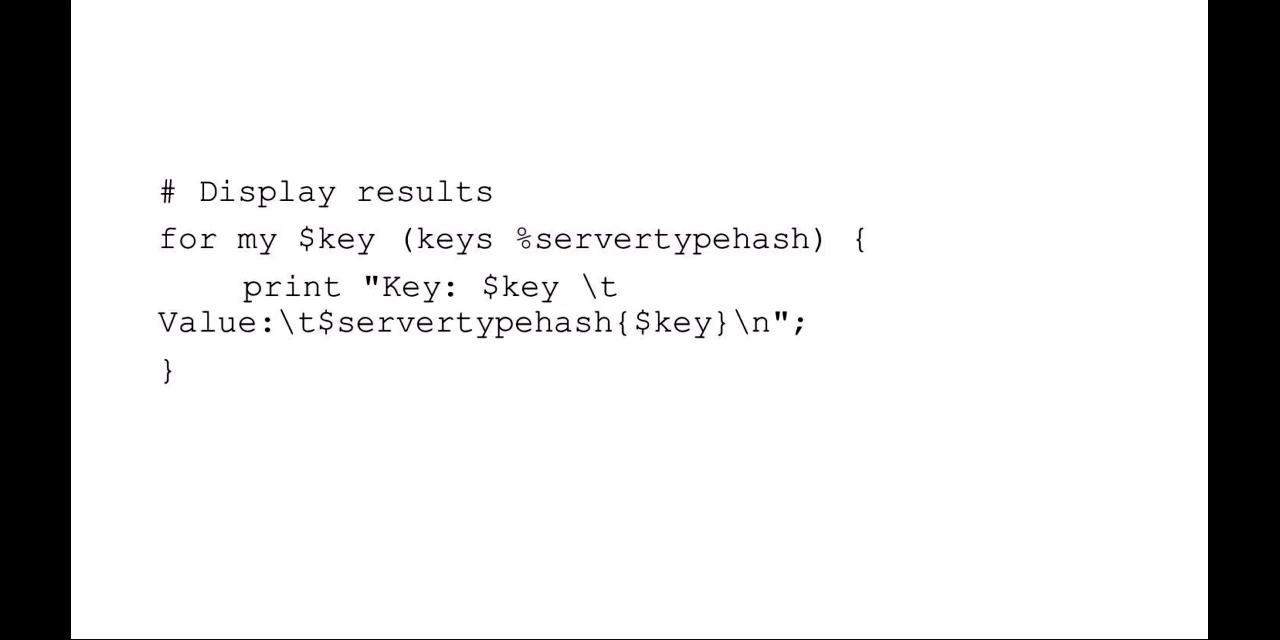 # Display results
for my $key (keys %servertypehash) {
print "Key: $key \t
Value:\t$servertypehash{$key}\n";
}